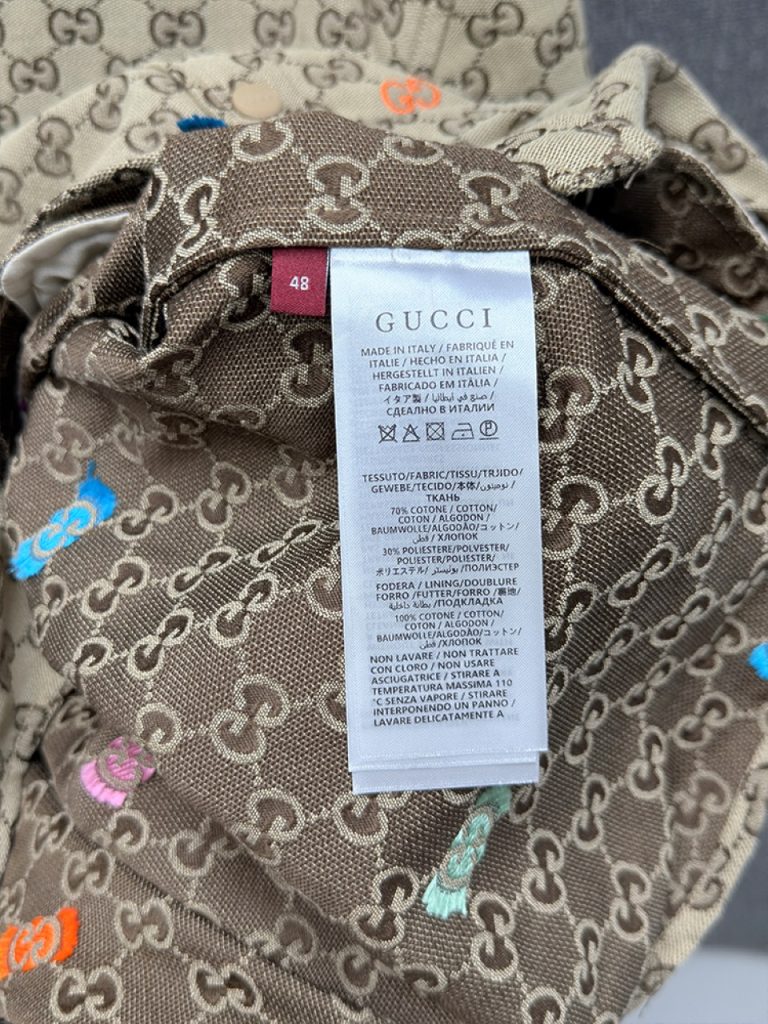 48
GUCCI
MADE IN ITALY / FABRIQUÉ EN
ITALIE / HECHO EN ITALIA /
HERGESTELLT IN ITALIEN /
FABRICADO EM ITÁLIA /
イタリア製 / صنع في ايطاليا /
СДЕЛАНО В ИТАЛИИ
TESSUTO/FABRIC/TISSU/TEJIDO/
GEWEBE/TECIDO/本体/
ТКАНЬ
70% COTONE / COTTON/
COTON / ALGODON /
BAUMWOLLE/ALGODÃO/コットン/
قطن / ХЛОПОК
30% POLIESTERE/POLYESTER/
POLIESTER/POLIESTER/
ポリエステル/ بوليستر /ПОЛИЭСТЕР
FODERA / LINING/DOUBLURE
FORRO /FUTTER/FORRO /裏地/
بطانة داخلية /ПОДКЛАДКА
100% COTONE / COTTON/
COTON / ALGODON /
BAUMWOLLE/ALGODÃO/コットン/
قطن /ХЛОПОК
NON LAVARE / NON TRATTARE
CON CLORO / NON USARE
ASCIUGATRICE / STIRARE A
TEMPERATURA MASSIMA 110
°C SENZA VAPORE / STIRARE
INTERPONENDO UN PANNO /
LAVARE DELICATAMENTE A